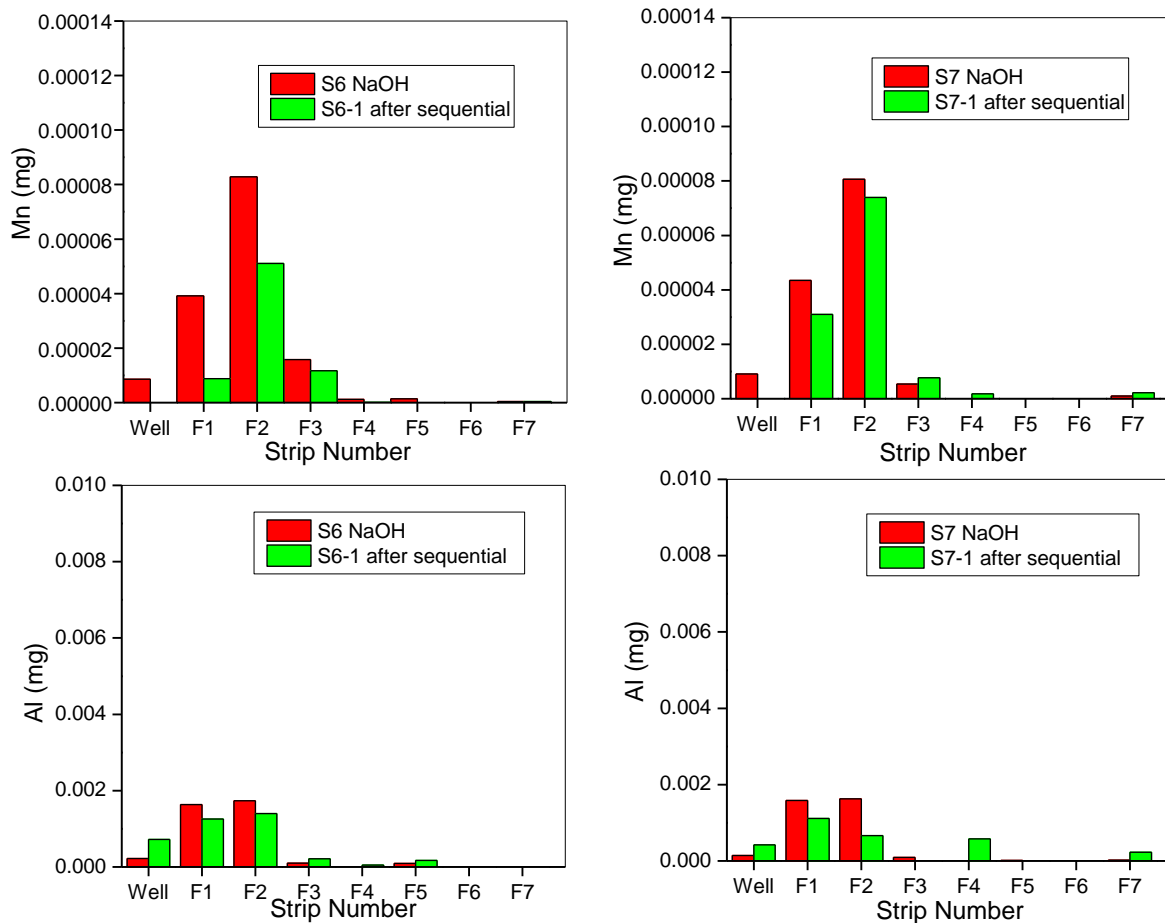 0.00014
0.00012
0.00010
0.00008
0.00006
0.00004
0.00002
0.00000
Mn (mg)
S6 NaOH
S6-1 after sequential
Well F1 F2 F3 F4 F5 F6 F7
Strip Number
0.00014
0.00012
0.00010
0.00008
0.00006
0.00004
0.00002
0.00000
Mn (mg)
S7 NaOH
S7-1 after sequential
Well F1 F2 F3 F4 F5 F6 F7
Strip Number
0.010
0.008
0.006
0.004
0.002
0.000
Al (mg)
S6 NaOH
S6-1 after sequential
Well F1 F2 F3 F4 F5 F6 F7
Strip Number
0.010
0.008
0.006
0.004
0.002
0.000
Al (mg)
S7 NaOH
S7-1 after sequential
Well F1 F2 F3 F4 F5 F6 F7
Strip Number